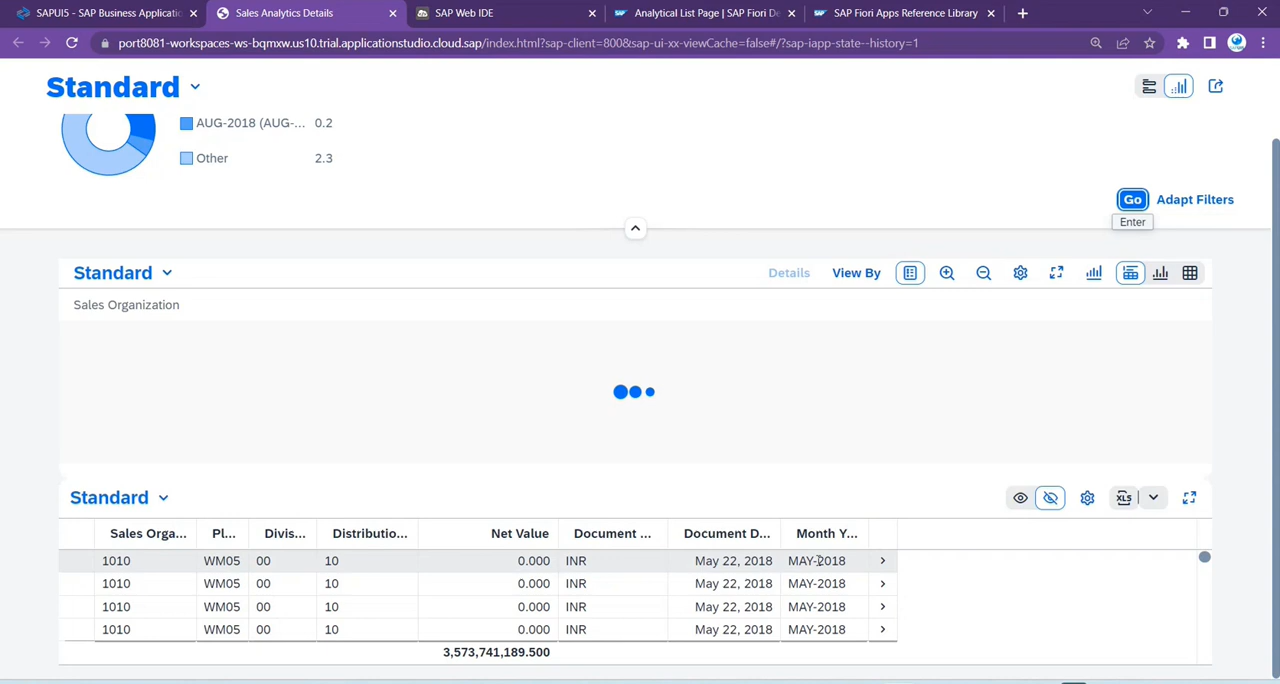 SAPUI5 - SAP Business Applicatio
Sales Analytics Details
SAP Web IDE
Analytical List Page | SAP Fiori De
SAP Fiori Apps Reference Library
port8081-workspaces-ws-bqmxw.us10.trial.applicationstudio.cloud.sap/index.html?sap-client=800&sap-ui-xx-viewCache=false#/?sap-iapp-state--history=1
Standard
AUG-2018 (AUG-... 0.2
Other 2.3
Go Adapt Filters
Enter
Standard Details View By
Sales Organization
Standard XLS
Sales Orga... Pl... Divis... Distributio... Net Value Document ... Document D... Month Y...
1010 WM05 00 10 0.000 INR May 22, 2018 MAY-2018
1010 WM05 00 10 0.000 INR May 22, 2018 MAY-2018
1010 WM05 00 10 0.000 INR May 22, 2018 MAY-2018
1010 WM05 00 10 0.000 INR May 22, 2018 MAY-2018
3,573,741,189.500